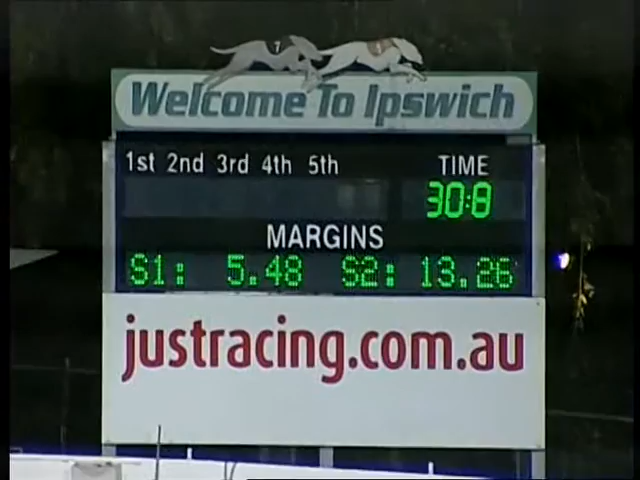 Welcome To Ipswich
1st 2nd 3rd 4th 5th TIME
30:8
MARGINS
S1: 5.48 S2: 13.26
justracing.com.au